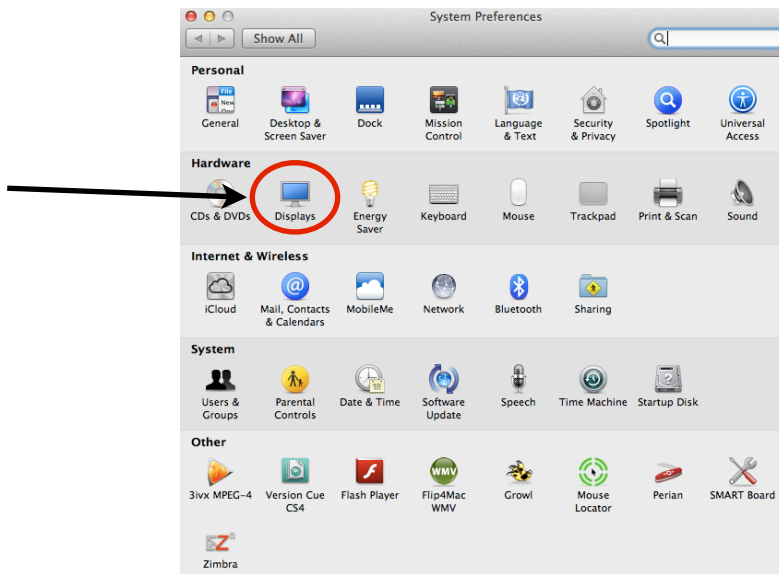 System Preferences
Show All
Personal
General
Desktop &
Screen Saver
Dock
Mission
Control
Language
& Text
Security
& Privacy
Spotlight
Universal
Access
Hardware
CDs & DVDs
Displays
Energy
Saver
Keyboard
Mouse
Trackpad
Print & Scan
Sound
Internet & Wireless
iCloud
Mail, Contacts
& Calendars
MobileMe
Network
Bluetooth
Sharing
System
Users &
Groups
Parental
Controls
Date & Time
Software
Update
Speech
Time Machine
Startup Disk
Other
3ivx MPEG-4
Version Cue
CS4
Flash Player
WMV
Flip4Mac
WMV
Growl
Mouse
Locator
Perian
SMART Board
Zimbra